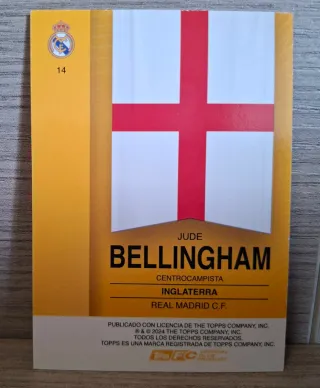 14
JUDE
BELLINGHAM
CENTROCAMPISTA
INGLATERRA
REAL MADRID C.F.
PUBLICADO CON LICENCIA DE THE TOPPS COMPANY, INC.
® & © 2024 THE TOPPS COMPANY, INC.
TODOS LOS DERECHOS RESERVADOS.
TOPPS ES UNA MARCA REGISTRADA DE TOPPS COMPANY, INC.
FC